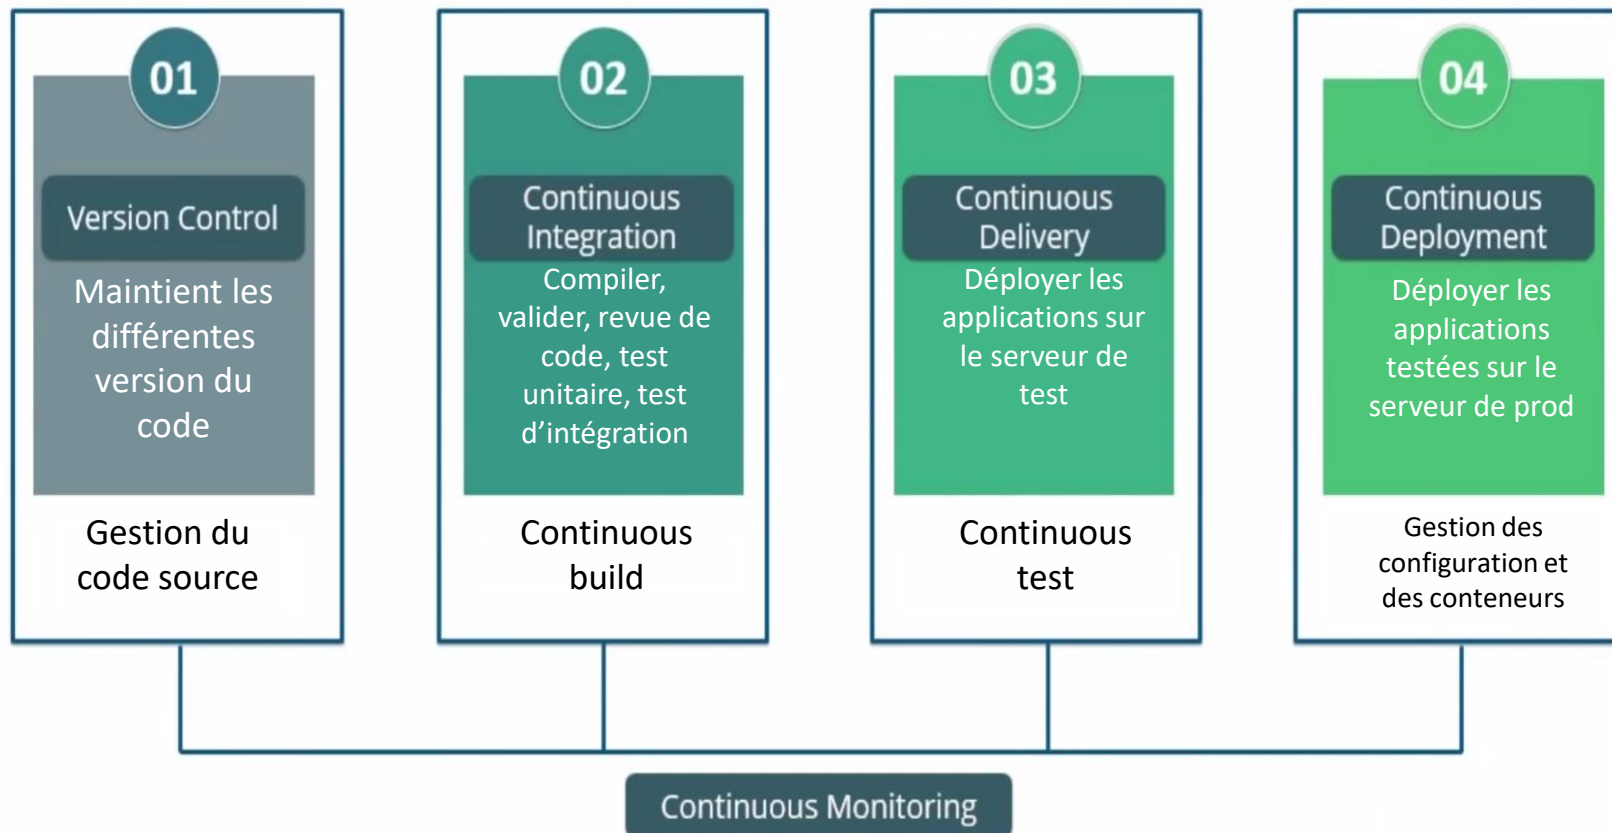 01
Version Control
Maintient les
différentes
version du
code
Gestion du
code source
02
Continuous
Integration
Compiler,
valider, revue de
code, test
unitaire, test
d’intégration
Continuous
build
03
Continuous
Delivery
Déployer les
applications sur
le serveur de
test
Continuous
test
04
Continuous
Deployment
Déployer les
applications
testées sur le
serveur de prod
Gestion des
configuration et
des conteneurs
Continuous Monitoring